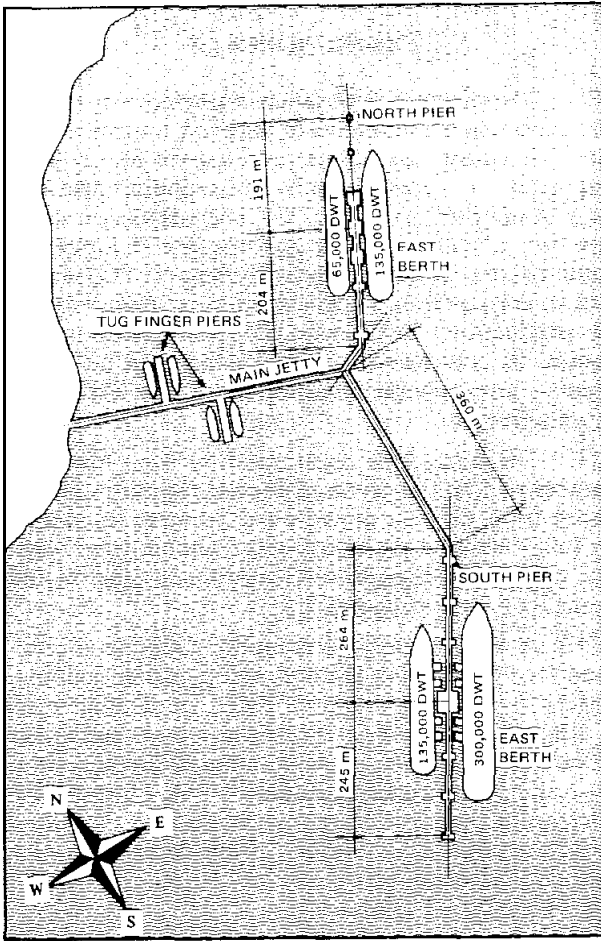 NORTH PIER
191 m
65,000 DWT
135,000 DWT
EAST
BERTH
204 m
TUG FINGER PIERS
MAIN JETTY
360 m
SOUTH PIER
264 m
135,000 DWT
300,000 DWT
EAST
BERTH
245 m
N
E
W
S